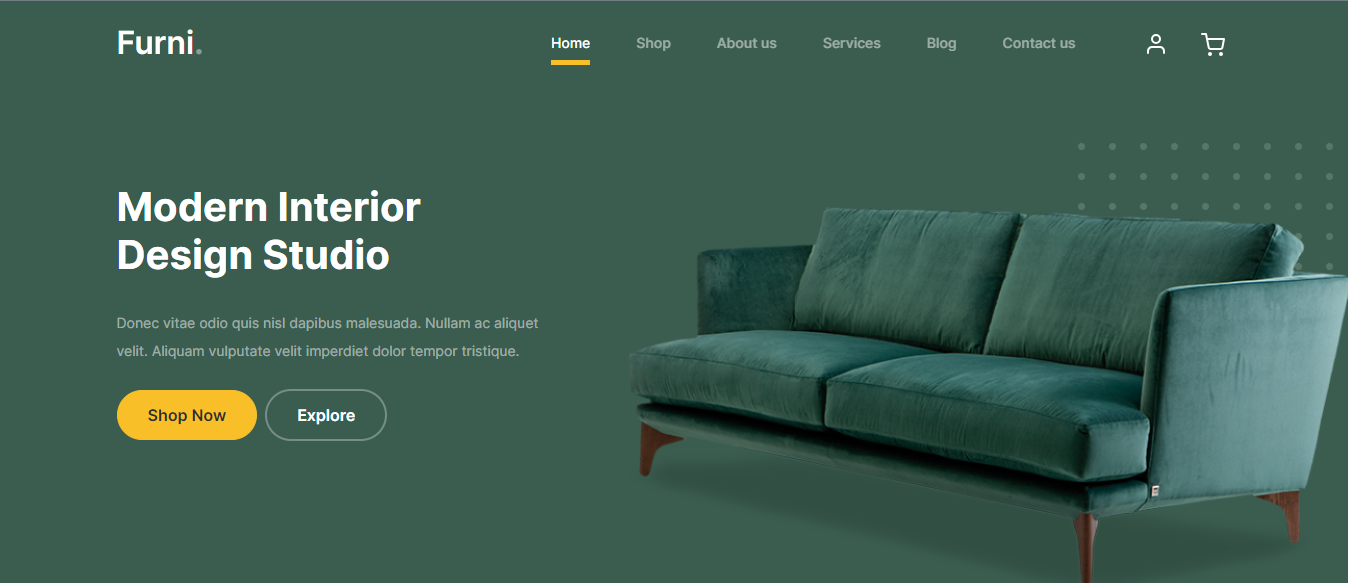 Furni.
Home Shop About us Services Blog Contact us
Modern Interior
Design Studio
Donec vitae odio quis nisl dapibus malesuada. Nullam ac aliquet
velit. Aliquam vulputate velit imperdiet dolor tempor tristique.
Shop Now Explore